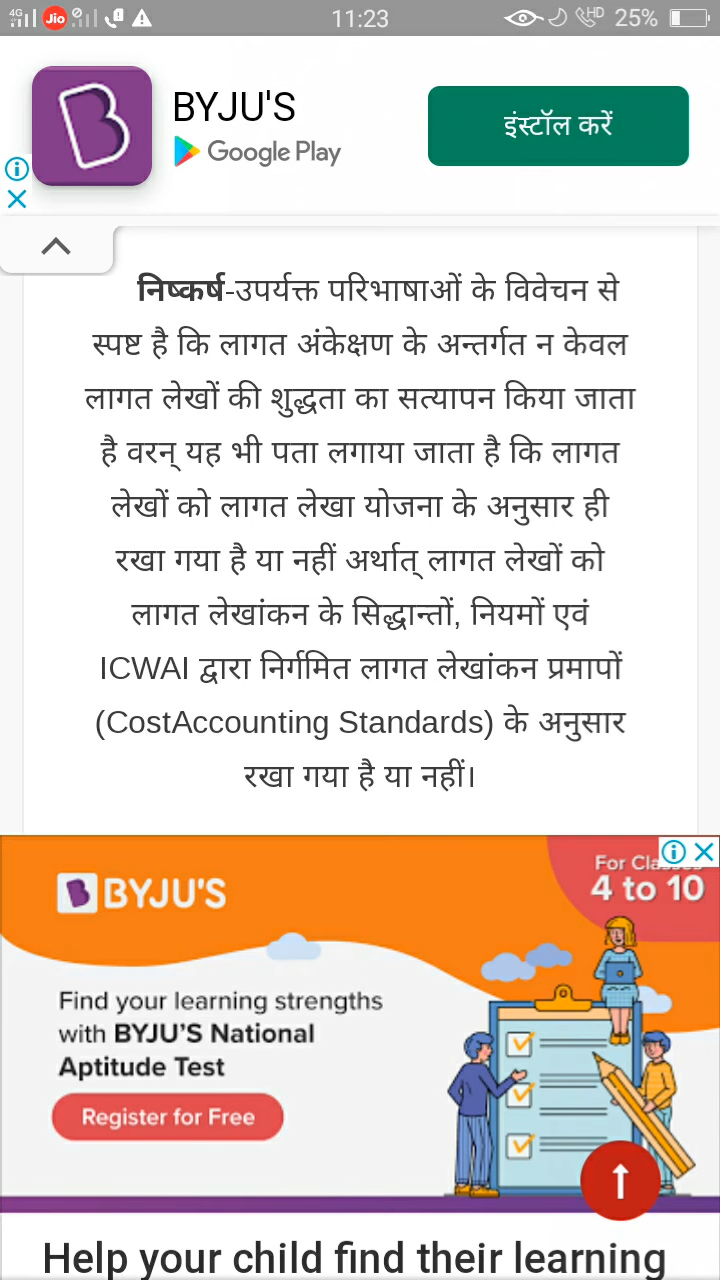 4G Jio 11:23 HD 25%
BYJU'S
Google Play
इंस्टॉल करें
निष्कर्ष-उपर्यक्त परिभाषाओं के विवेचन से
स्पष्ट है कि लागत अंकेक्षण के अन्तर्गत न केवल
लागत लेखों की शुद्धता का सत्यापन किया जाता
है वरन् यह भी पता लगाया जाता है कि लागत
लेखों को लागत लेखा योजना के अनुसार ही
रखा गया है या नहीं अर्थात् लागत लेखों को
लागत लेखांकन के सिद्धान्तों, नियमों एवं
ICWAI द्वारा निर्गमित लागत लेखांकन प्रमापों
(CostAccounting Standards) के अनुसार
रखा गया है या नहीं।
BYJU'S
For
4 to 10
Find your learning strengths
with BYJU'S National
Aptitude Test
Register for Free
Help your child find their learning